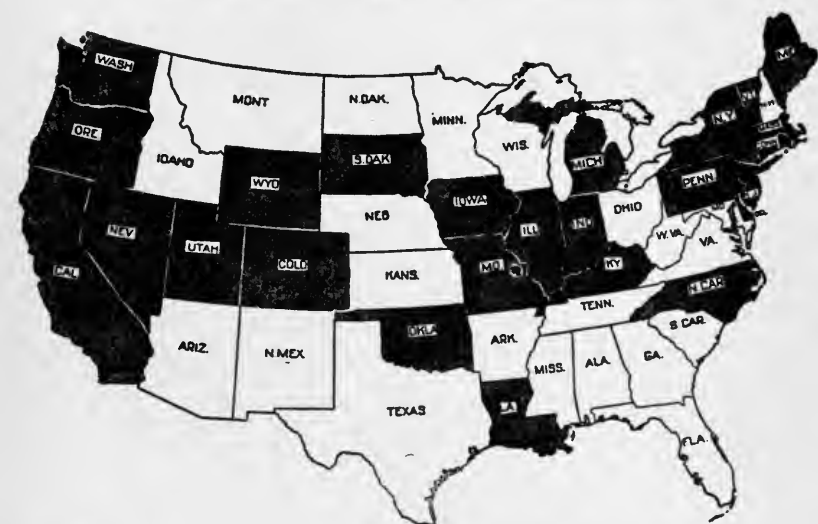 WASH
MONT
N.DAK.
MINN.
ME
ORE
IDAHO
S.DAK
WIS.
MICH
N.Y
VT
N.H
WYO
IOWA
PENN
NEV
UTAH
COLO
NEB
ILL
IND
OHIO
W.VA.
VA.
CAL
KANS.
MO
KY
N.CAR
ARIZ.
N.MEX
OKLA
ARK.
TENN.
S.CAR
TEXAS
LA
MISS.
ALA.
GA.
FLA.